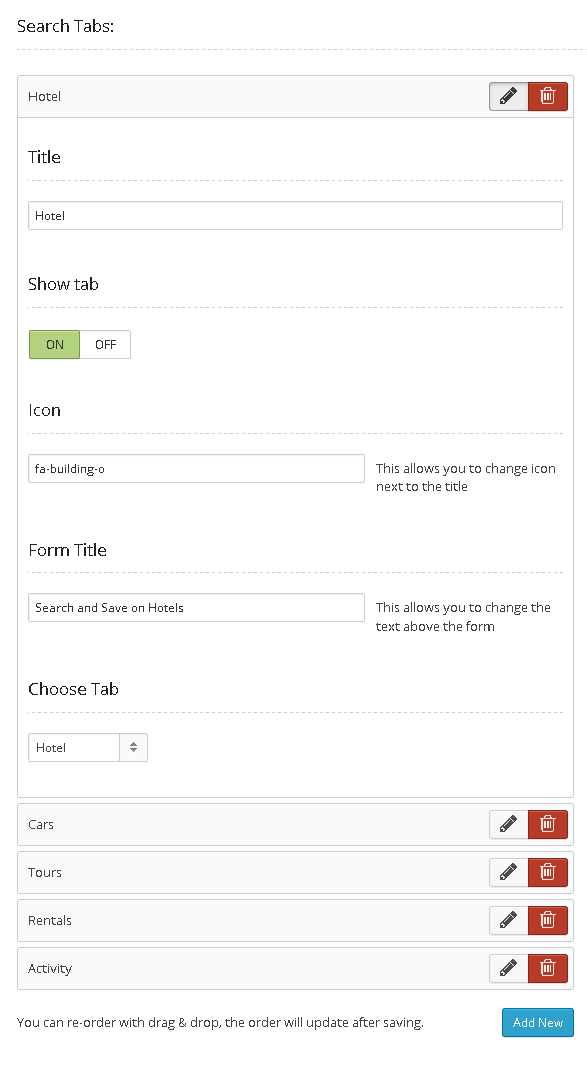 Search Tabs:
Hotel
Title
Hotel
Show tab
ON OFF
Icon
fa-building-o
This allows you to change icon
next to the title
Form Title
Search and Save on Hotels
This allows you to change the
text above the form
Choose Tab
Hotel
Cars
Tours
Rentals
Activity
You can re-order with drag & drop, the order will update after saving.
Add New